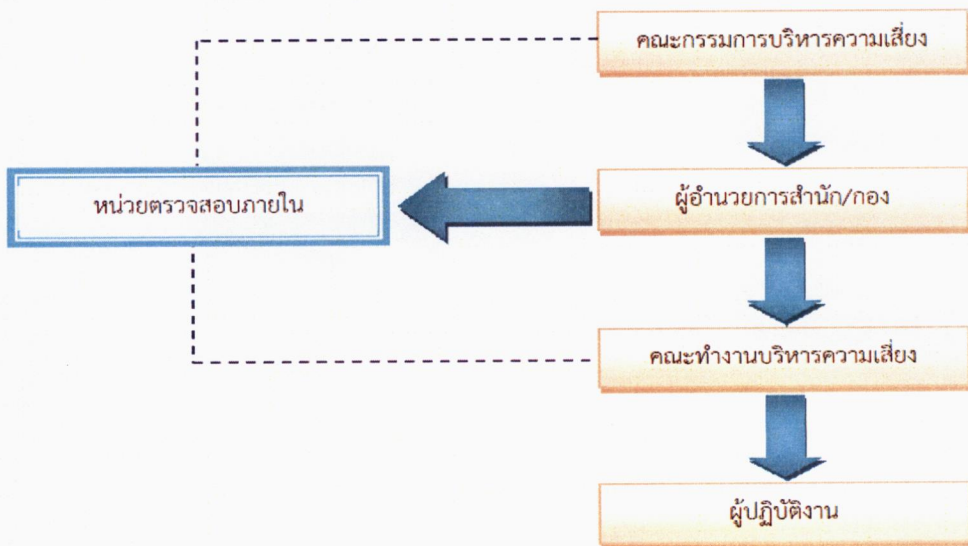 คณะกรรมการบริหารความเสี่ยง
หน่วยตรวจสอบภายใน
ผู้อำนวยการสำนัก/กอง
คณะทำงานบริหารความเสี่ยง
ผู้ปฏิบัติงาน